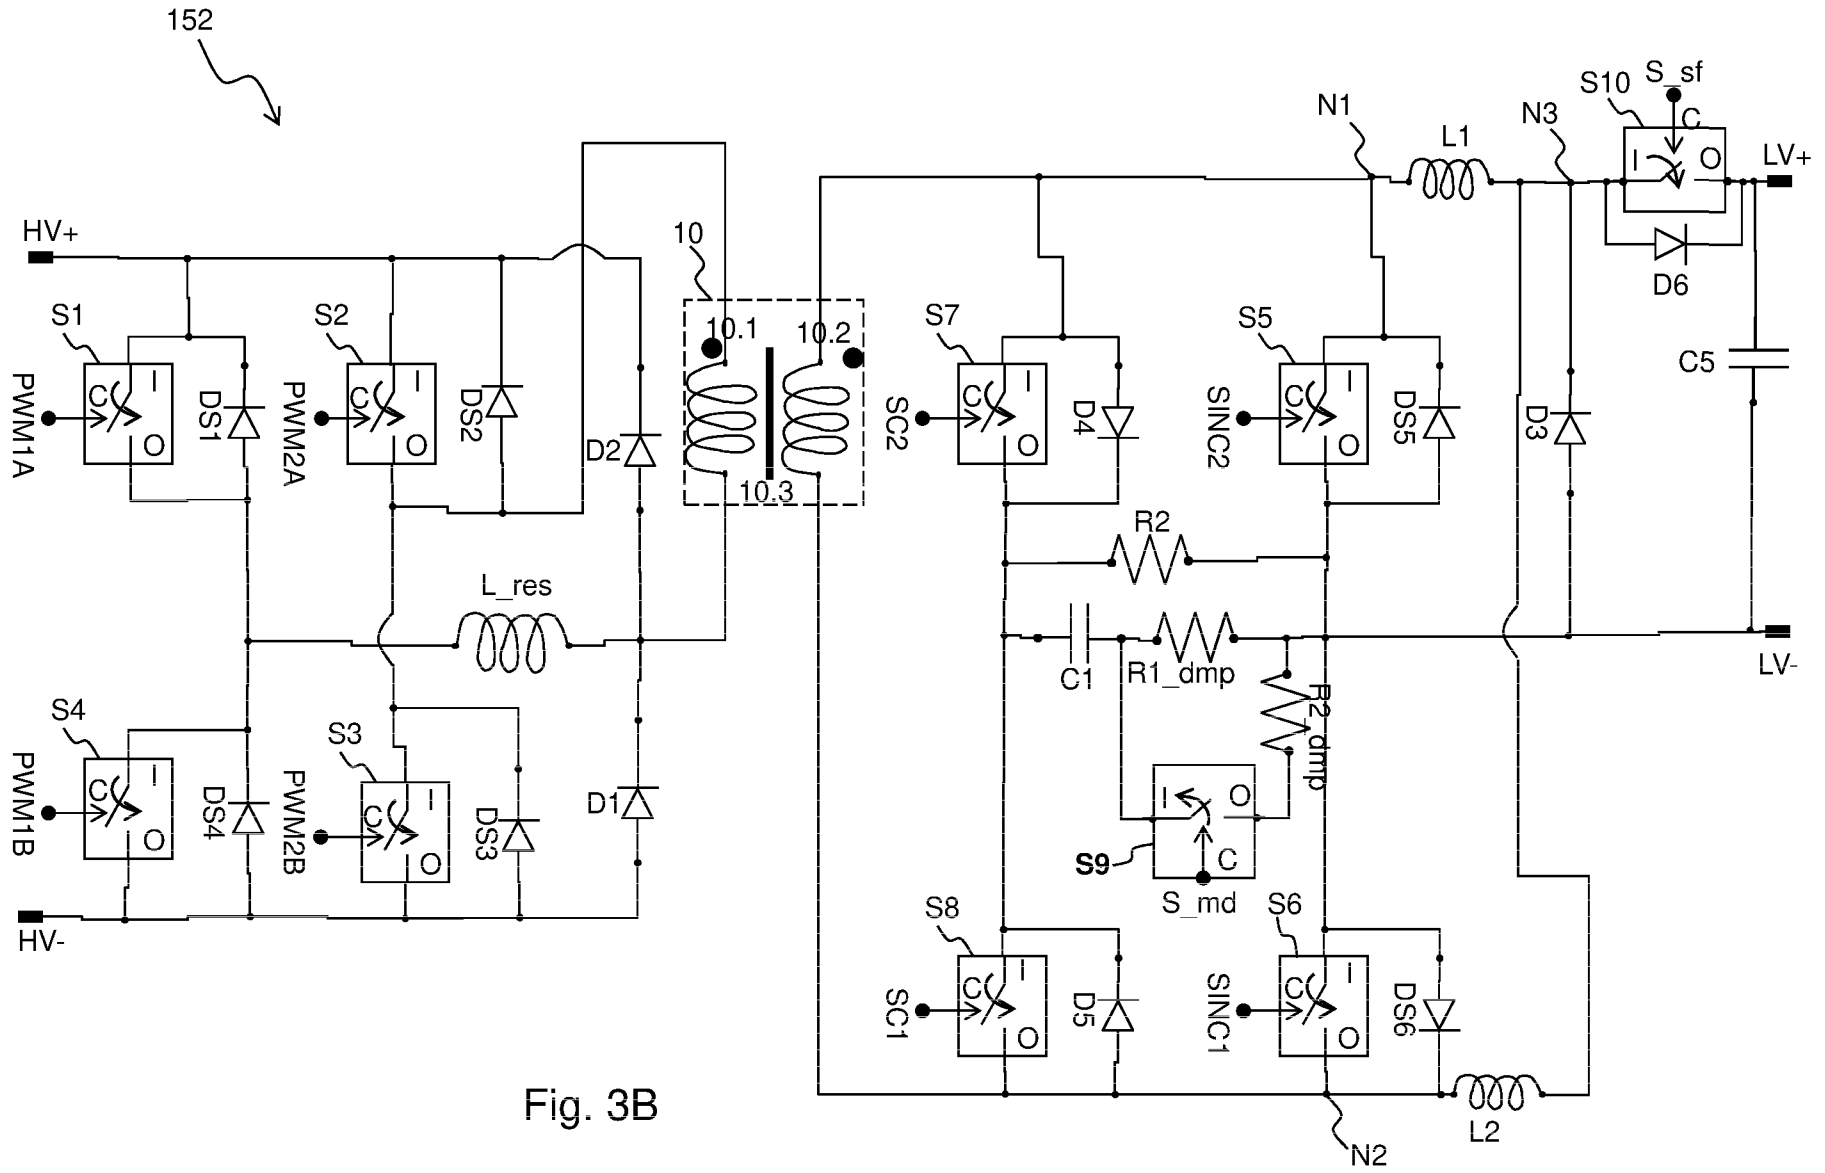 152
S_sf
S10
C
N1
N3
L1
I
O
LV+
HV+
10
D6
S1
S2
10.1
10.2
S7
S5
C5
PWM1A
C
I
O
DS1
PWM2A
C
I
O
DS2
D2
SC2
C
I
O
D4
SINC2
C
I
O
DS5
D3
10.3
R2
L_res
C1
R1_dmp
LV-
R2_dmp
S4
S3
PWM1B
C
I
O
DS4
PWM2B
C
I
O
DS3
D1
I
O
S9
C
S_md
HV-
S8
S6
SC1
C
I
O
D5
SINC1
C
I
O
DS6
Fig. 3B
L2
N2